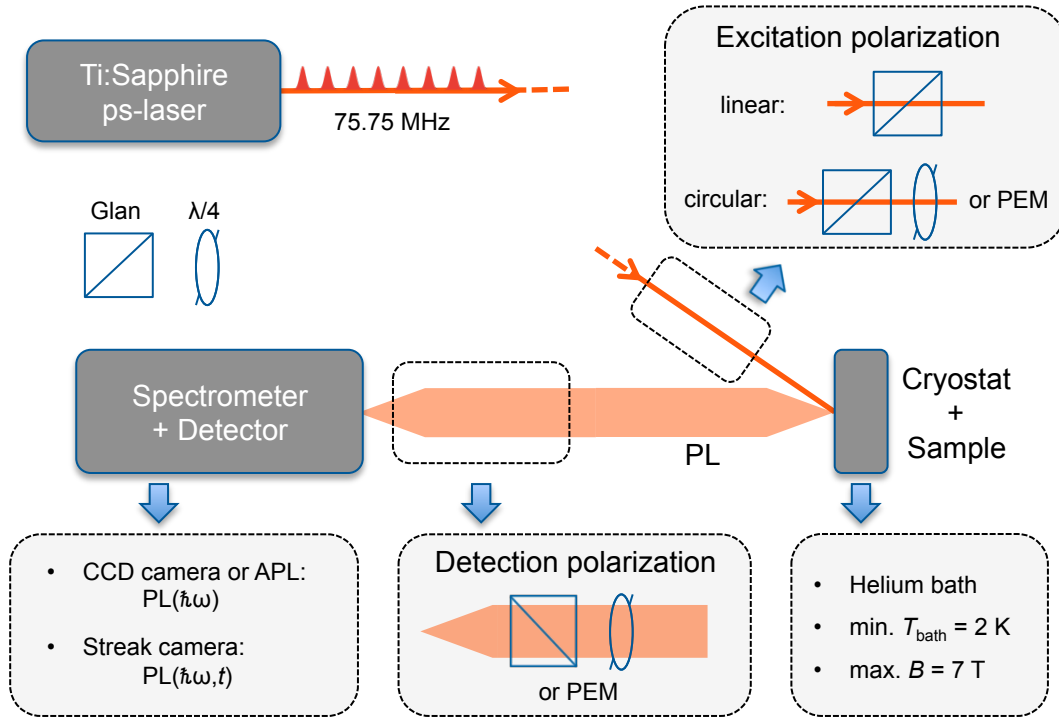 Ti:Sapphire
ps-laser
75.75 MHz
Excitation polarization
linear:
circular:
or PEM
Glan
λ/4
Spectrometer
+ Detector
PL
Cryostat
+
Sample
• CCD camera or APL:
PL(ħω)
• Streak camera:
PL(ħω,t)
Detection polarization
or PEM
• Helium bath
• min. T_bath = 2 K
• max. B = 7 T